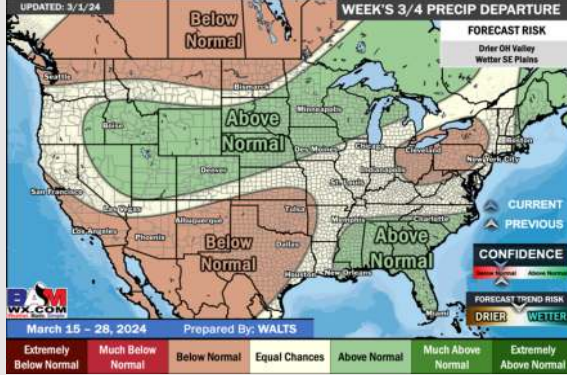 UPDATED: 3/1/24
WEEK'S 3/4 PRECIP DEPARTURE
FORECAST RISK
Drier OH Valley
Wetter SE Plains
Below
Normal
Seattle
Bismarck
Minneapolis
Boise
Above
Normal
Des Moines
Chicago
Cleveland
Boston
New York City
Denver
Indianapolis
St. Louis
San Francisco
Las Vegas
Tulsa
Memphis
Charlotte
Los Angeles
Albuquerque
Phoenix
Dallas
Below
Normal
Above
Normal
Houston
New Orleans
Miami
CURRENT
PREVIOUS
CONFIDENCE
Below Normal
Above Normal
FORECAST TREND RISK
DRIER
WETTER
BAM
WX.COM
March 15 – 28, 2024
Prepared By: WALTS
Extremely
Below Normal
Much Below
Normal
Below Normal
Equal Chances
Above Normal
Much Above
Normal
Extremely
Above Normal